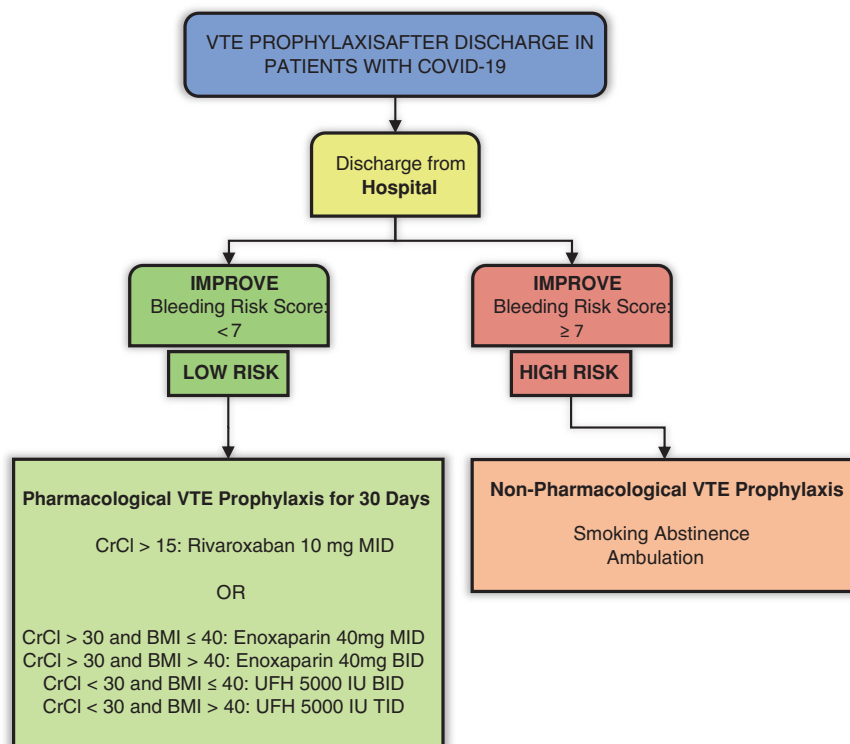 VTE PROPHYLAXISAFTER DISCHARGE IN
PATIENTS WITH COVID-19
Discharge from
Hospital
IMPROVE
Bleeding Risk Score:
< 7
LOW RISK
IMPROVE
Bleeding Risk Score:
≥ 7
HIGH RISK
Pharmacological VTE Prophylaxis for 30 Days
CrCl > 15: Rivaroxaban 10 mg MID
OR
CrCl > 30 and BMI ≤ 40: Enoxaparin 40mg MID
CrCl > 30 and BMI > 40: Enoxaparin 40mg BID
CrCl < 30 and BMI ≤ 40: UFH 5000 IU BID
CrCl < 30 and BMI > 40: UFH 5000 IU TID
Non-Pharmacological VTE Prophylaxis
Smoking Abstinence
Ambulation